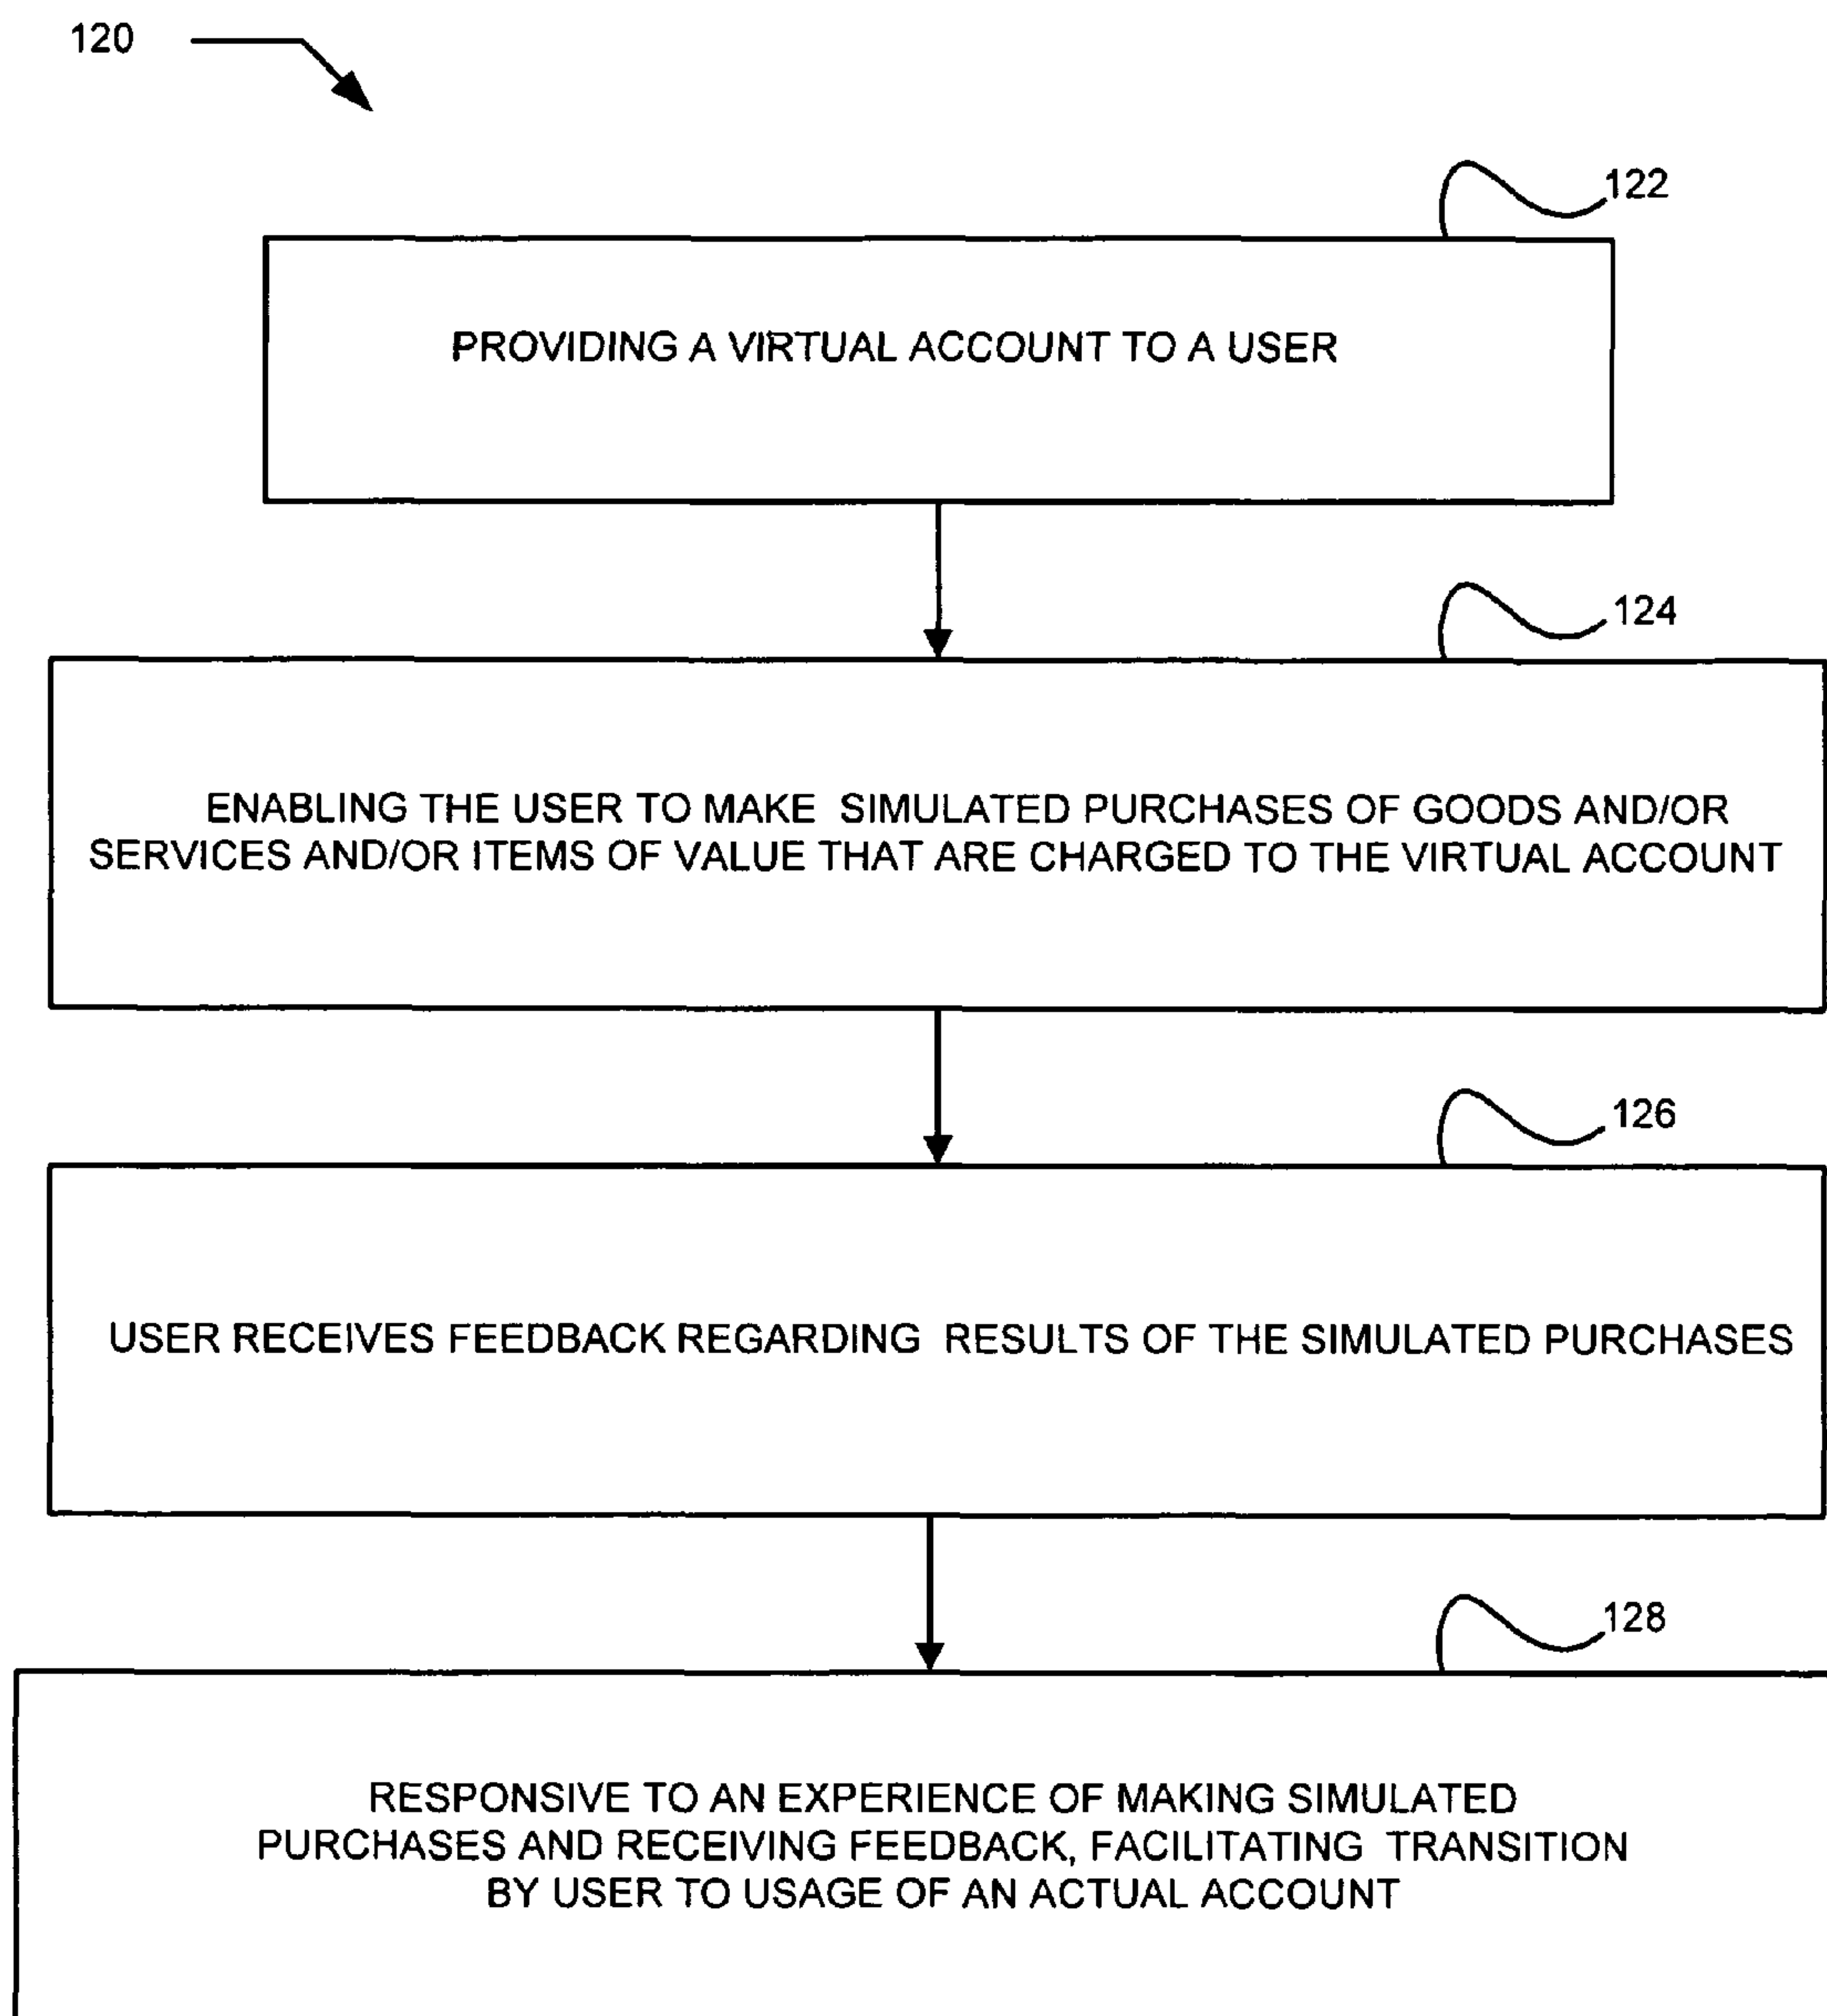 120
122
PROVIDING A VIRTUAL ACCOUNT TO A USER
124
ENABLING THE USER TO MAKE SIMULATED PURCHASES OF GOODS AND/OR
SERVICES AND/OR ITEMS OF VALUE THAT ARE CHARGED TO THE VIRTUAL ACCOUNT
126
USER RECEIVES FEEDBACK REGARDING RESULTS OF THE SIMULATED PURCHASES
128
RESPONSIVE TO AN EXPERIENCE OF MAKING SIMULATED
PURCHASES AND RECEIVING FEEDBACK, FACILITATING TRANSITION
BY USER TO USAGE OF AN ACTUAL ACCOUNT